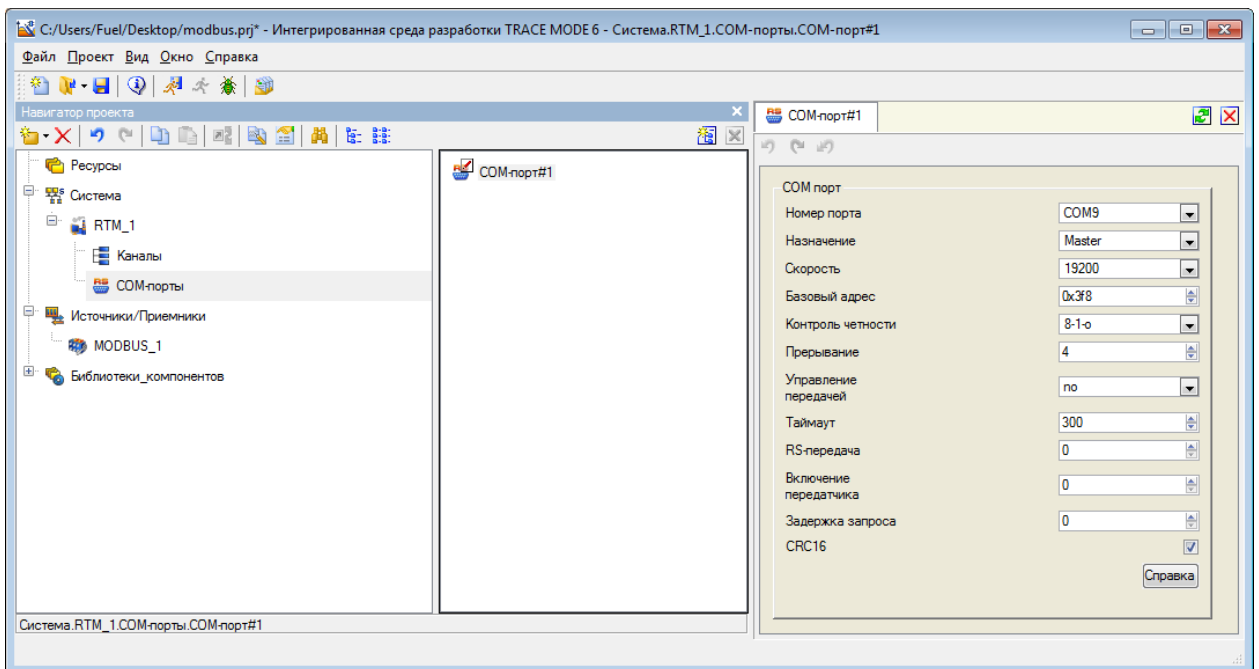 C:/Users/Fuel/Desktop/modbus.prj* - Интегрированная среда разработки TRACE MODE 6 - Система.RTM_1.COM-порты.COM-порт#1
Файл Проект Вид Окно Справка
Навигатор проекта
Ресурсы
Система
RTM_1
Каналы
COM-порты
Источники/Приемники
MODBUS_1
Библиотеки_компонентов
COM-порт#1
COM-порт#1
COM порт
Номер порта COM9
Назначение Master
Скорость 19200
Базовый адрес 0x3f8
Контроль четности 8-1-o
Прерывание 4
Управление
передачей no
Таймаут 300
RS-передача 0
Включение
передатчика 0
Задержка запроса 0
CRC16
Справка
Система.RTM_1.COM-порты.COM-порт#1